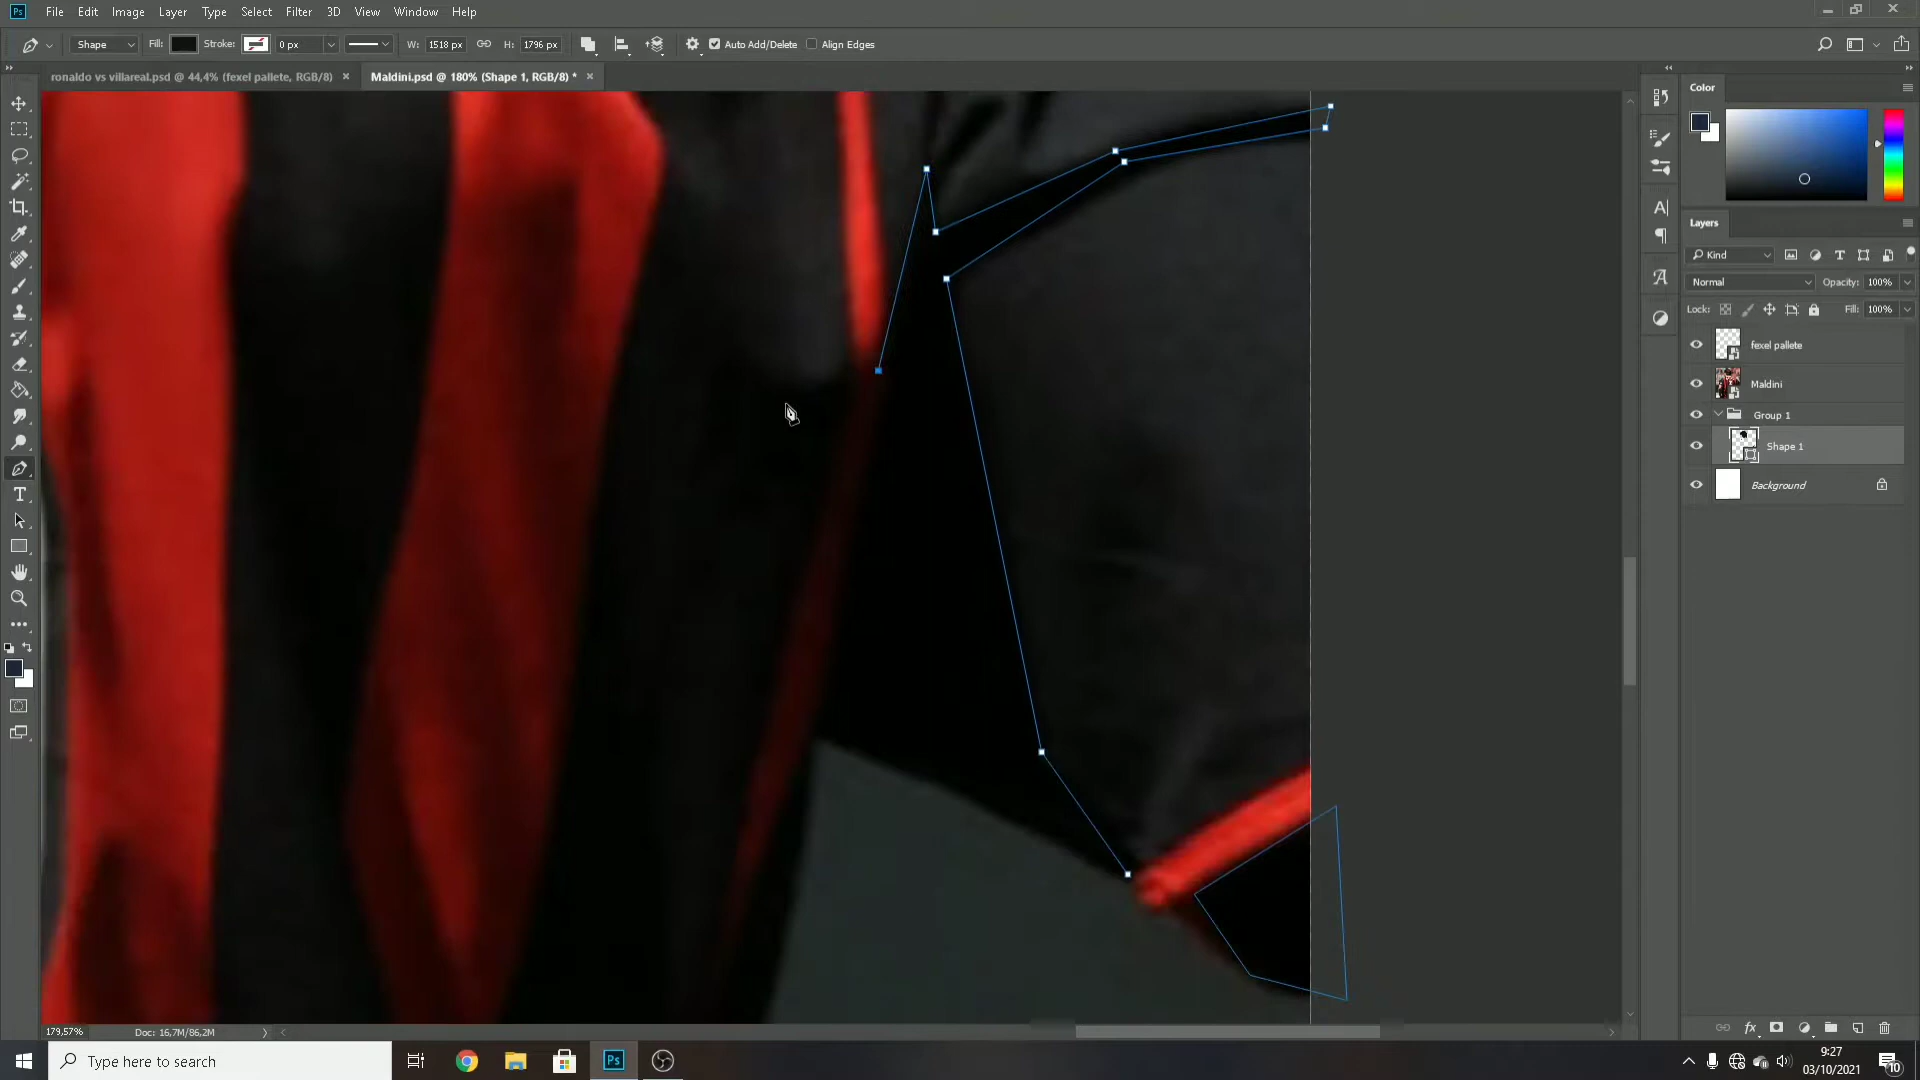 Ps File Edit Image Layer Type Select Filter 3D View Window Help
Shape Fill: Stroke: 0 px W: 1518 px H: 1796 px Auto Add/Delete Align Edges
ronaldo vs villareal.psd @ 44,4% (fexel pallete, RGB/8) × Maldini.psd @ 180% (Shape 1, RGB/8) * ×
Color
Layers
Kind
Normal Opacity: 100%
Lock: Fill: 100%
fexel pallete
Maldini
Group 1
Shape 1
Background
179,57% Doc: 16,7M/86,2M
Type here to search
Ps
9:27
03/10/2021
10